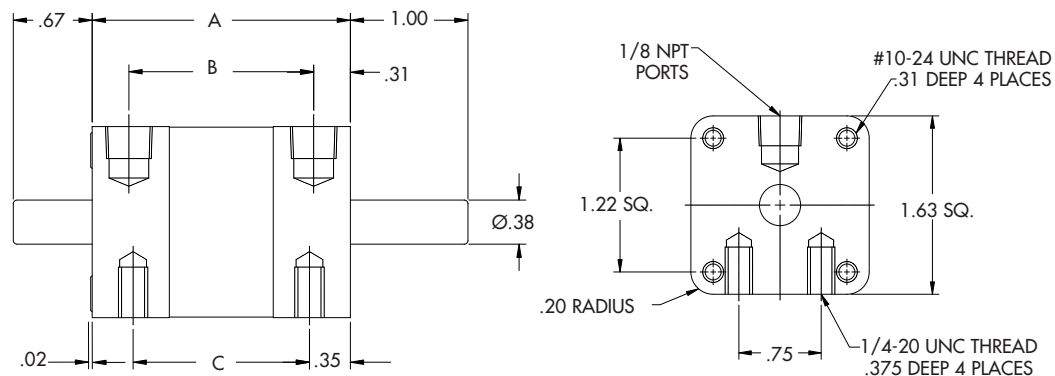 .67
A
1.00
B
.31
Ø.38
.02
C
.35
1/8 NPT
PORTS
#10-24 UNC THREAD
.31 DEEP 4 PLACES
1.22 SQ.
1.63 SQ.
.20 RADIUS
.75
1/4-20 UNC THREAD
.375 DEEP 4 PLACES